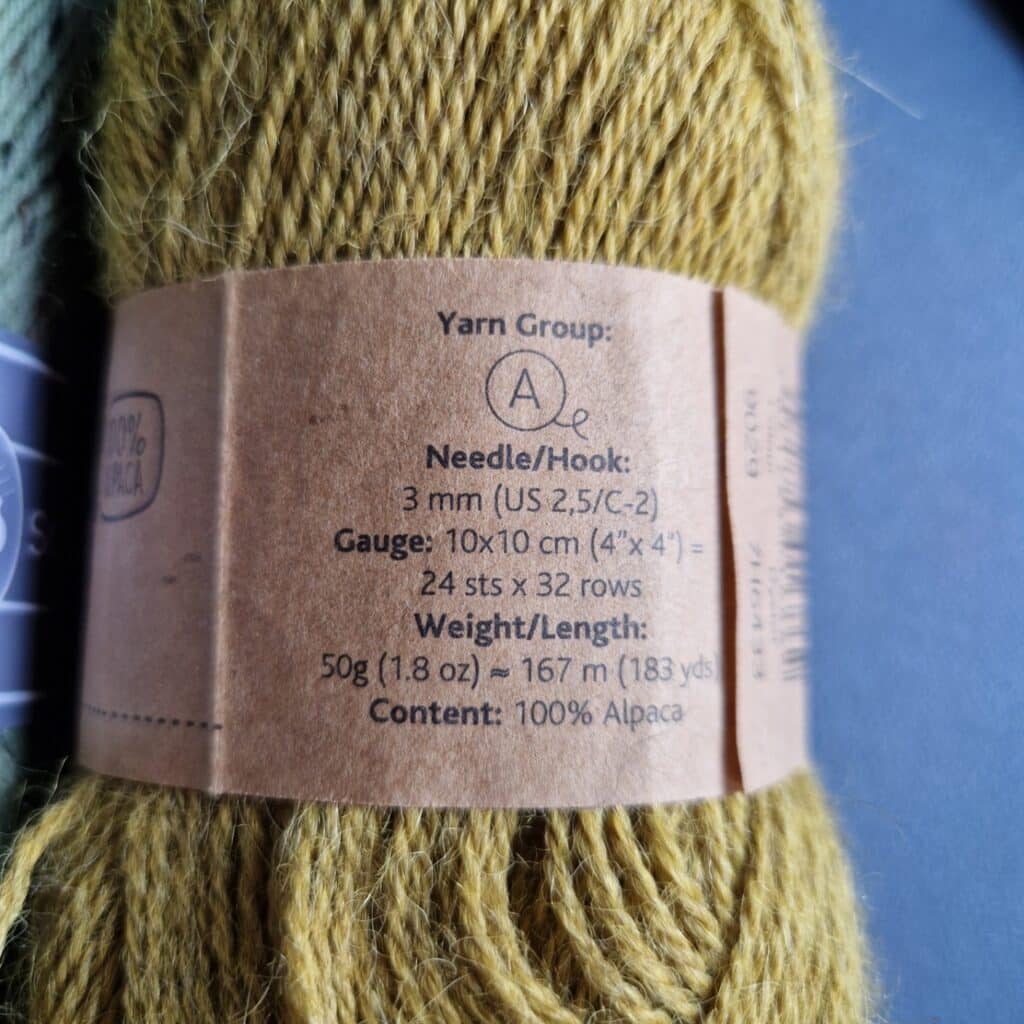 Yarn Group:
A
Needle/Hook:
3 mm (US 2,5/C-2)
Gauge: 10x10 cm (4"x 4") =
24 sts x 32 rows
Weight/Length:
50g (1.8 oz) ≈ 167 m (183 yds)
Content: 100% Alpaca
100%
ALPACA
S